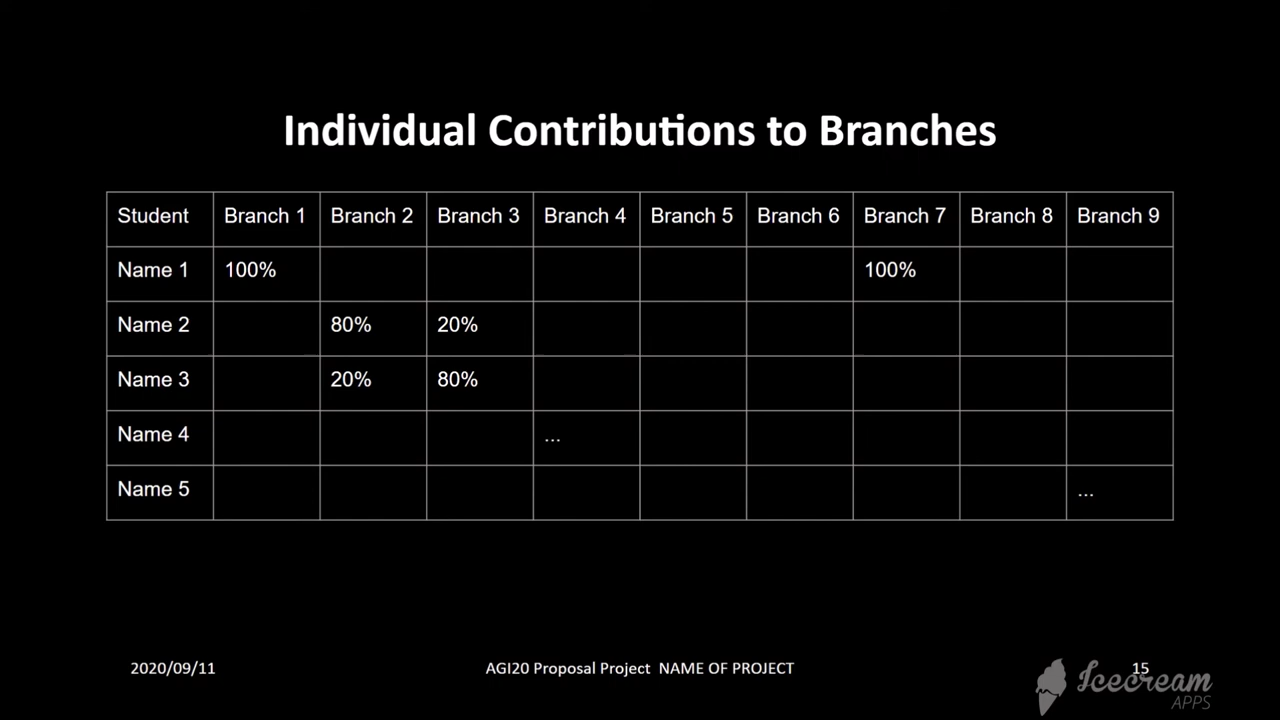 Individual Contributions to Branches
Student Branch 1 Branch 2 Branch 3 Branch 4 Branch 5 Branch 6 Branch 7 Branch 8 Branch 9
Name 1 100% 100%
Name 2 80% 20%
Name 3 20% 80%
Name 4 ...
Name 5 ...
2020/09/11 AGI20 Proposal Project NAME OF PROJECT 15
Icecream
APPS